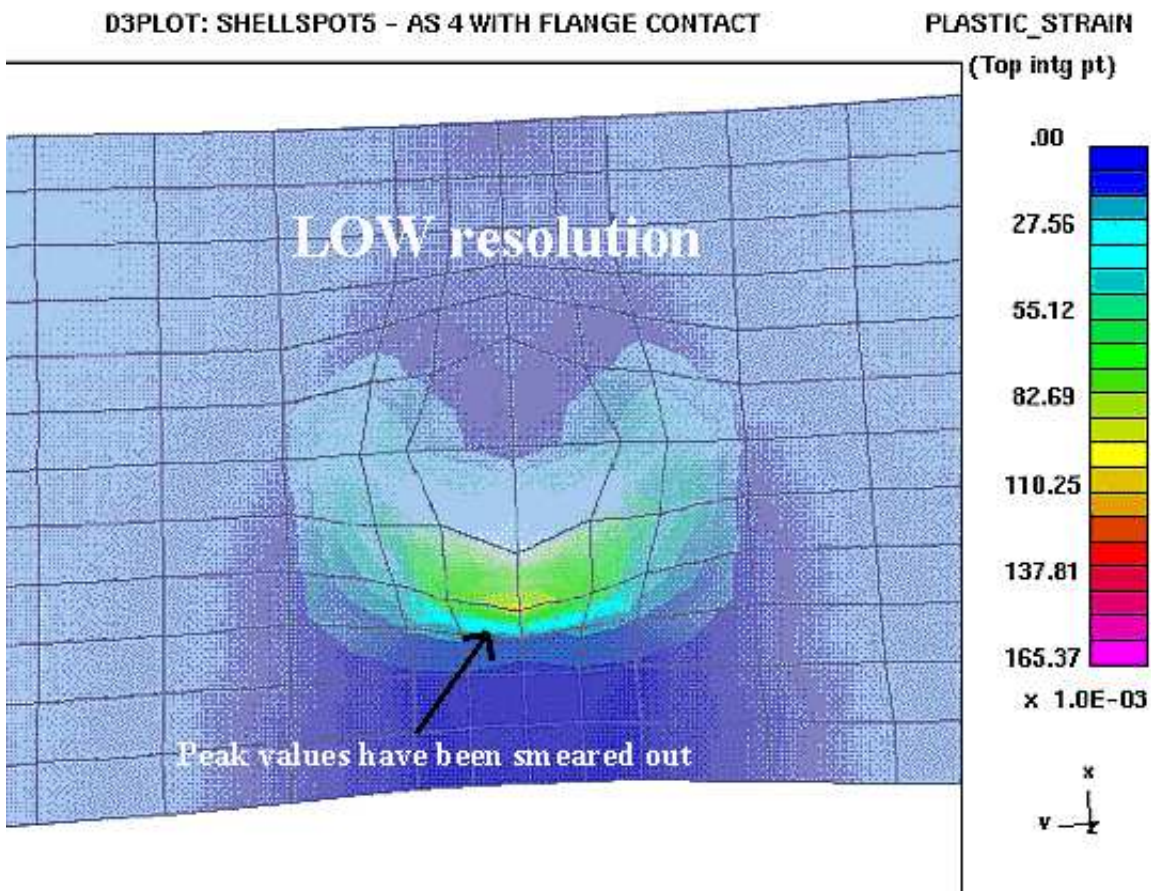 D3PLOT: SHELLSPOT5 - AS 4 WITH FLANGE CONTACT
PLASTIC_STRAIN
(Top intg pt)
.00
27.56
55.12
82.69
110.25
137.81
165.37
x 1.0E-03
LOW resolution
Peak values have been smeared out
X
Y
Z